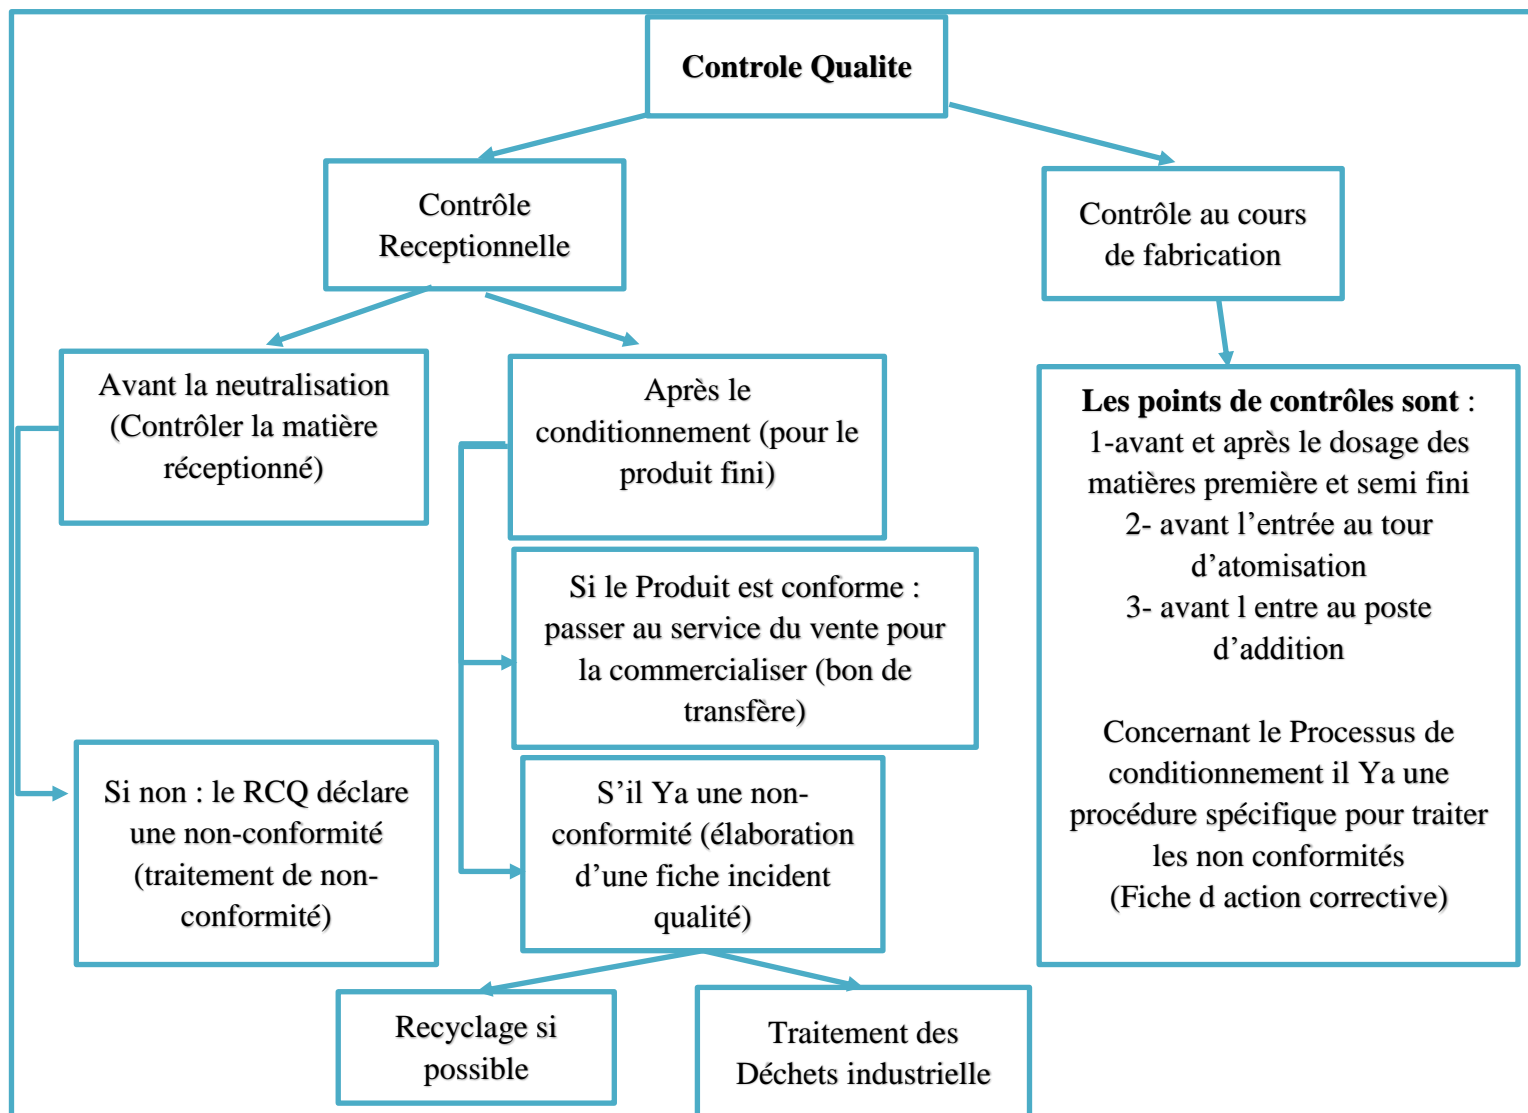 Controle Qualite
Contrôle
Receptionnelle
Contrôle au cours
de fabrication
Avant la neutralisation
(Contrôler la matière
réceptionné)
Après le
conditionnement (pour le
produit fini)
Les points de contrôles sont :
1-avant et après le dosage des
matières première et semi fini
2- avant l’entrée au tour
d’atomisation
3- avant l entre au poste
d’addition
Concernant le Processus de
conditionnement il Ya une
procédure spécifique pour traiter
les non conformités
(Fiche d action corrective)
Si le Produit est conforme :
passer au service du vente pour
la commercialiser (bon de
transfère)
Si non : le RCQ déclare
une non-conformité
(traitement de non-
conformité)
S’il Ya une non-
conformité (élaboration
d’une fiche incident
qualité)
Recyclage si
possible
Traitement des
Déchets industrielle